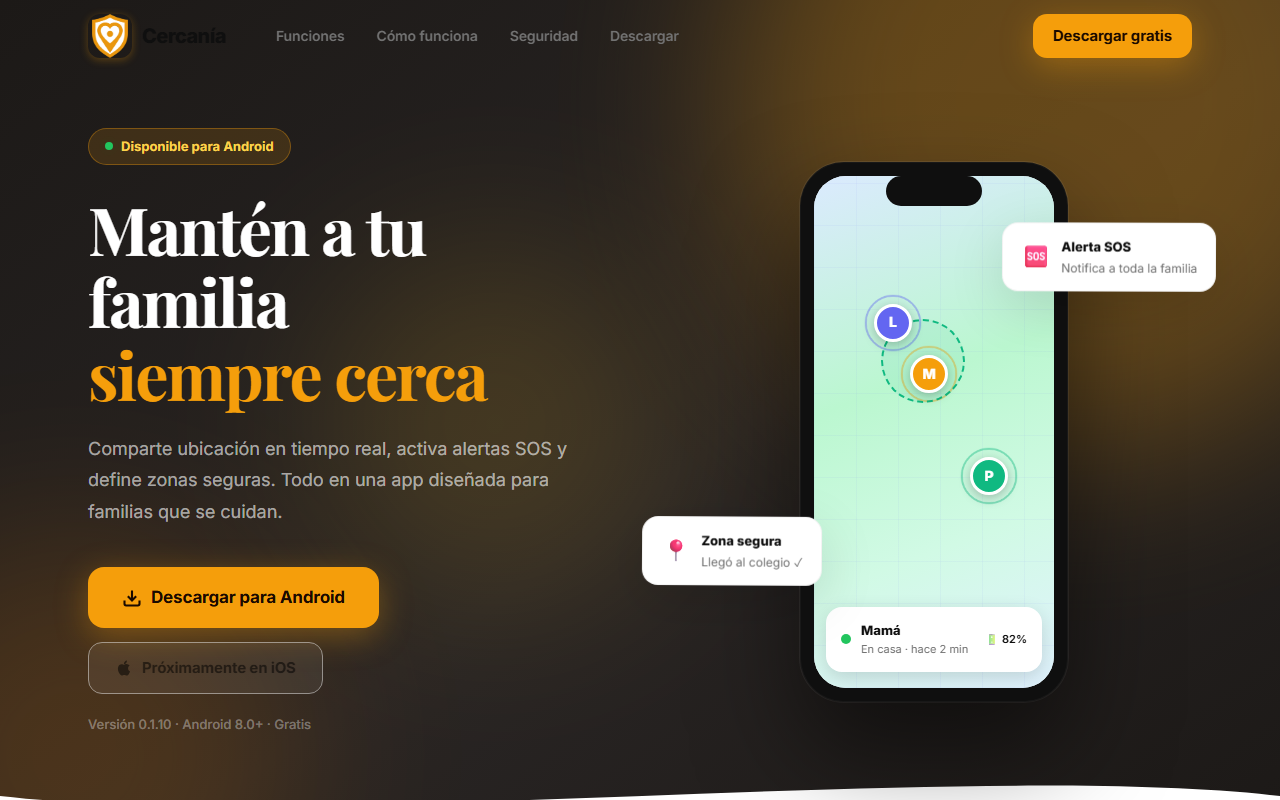 Cercanía
Funciones
Cómo funciona
Seguridad
Descargar
Descargar gratis
Disponible para Android
Mantén a tu
familia
siempre cerca
Comparte ubicación en tiempo real, activa alertas SOS y
define zonas seguras. Todo en una app diseñada para
familias que se cuidan.
Descargar para Android
Próximamente en iOS
Versión 0.1.10 · Android 8.0+ · Gratis
SOS
Alerta SOS
Notifica a toda la familia
L
M
P
Zona segura
Llegó al colegio ✓
Mamá
En casa · hace 2 min
82%